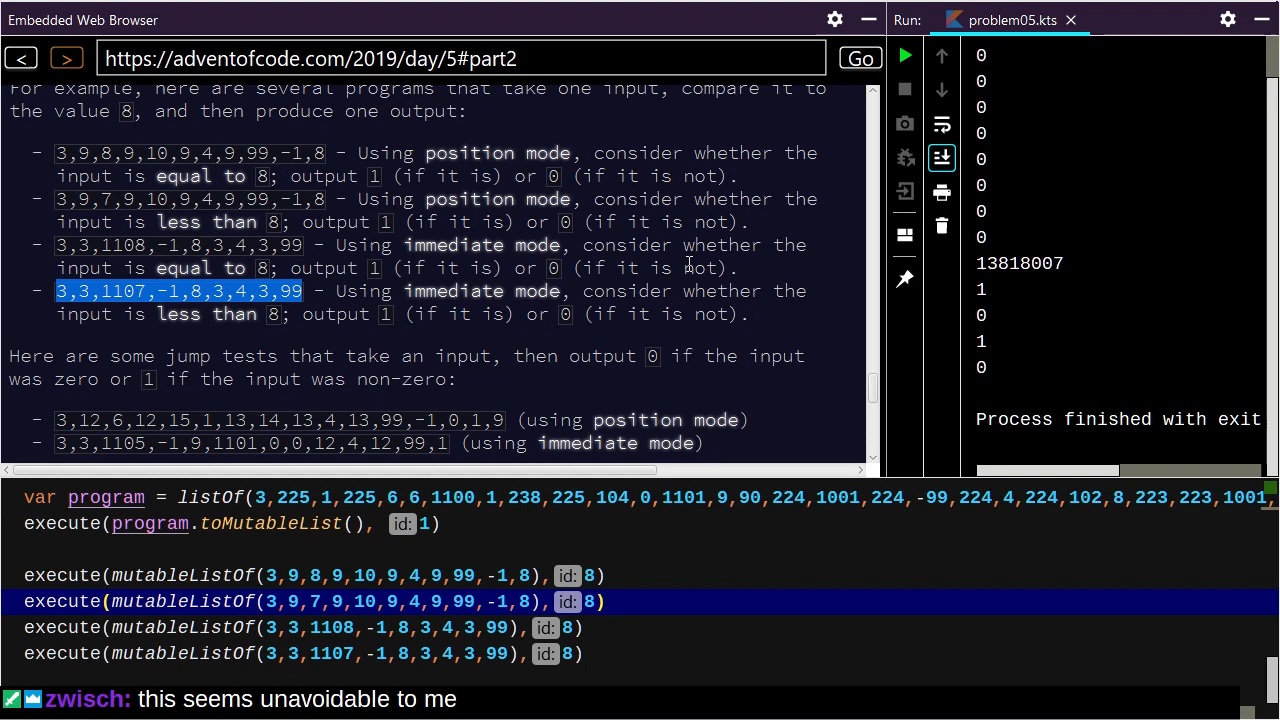 Embedded Web Browser
Run: problem05.kts
< > https://adventofcode.com/2019/day/5#part2 Go
For example, here are several programs that take one input, compare it to
the value 8, and then produce one output:
- 3,9,8,9,10,9,4,9,99,-1,8 - Using position mode, consider whether the
input is equal to 8; output 1 (if it is) or 0 (if it is not).
- 3,9,7,9,10,9,4,9,99,-1,8 - Using position mode, consider whether the
input is less than 8; output 1 (if it is) or 0 (if it is not).
- 3,3,1108,-1,8,3,4,3,99 - Using immediate mode, consider whether the
input is equal to 8; output 1 (if it is) or 0 (if it is not).
- 3,3,1107,-1,8,3,4,3,99 - Using immediate mode, consider whether the
input is less than 8; output 1 (if it is) or 0 (if it is not).
Here are some jump tests that take an input, then output 0 if the input
was zero or 1 if the input was non-zero:
- 3,12,6,12,15,1,13,14,13,4,13,99,-1,0,1,9 (using position mode)
- 3,3,1105,-1,9,1101,0,0,12,4,12,99,1 (using immediate mode)
0
0
0
0
0
0
0
0
13818007
1
0
1
0
Process finished with exit
var program = listOf(3,225,1,225,6,6,1100,1,238,225,104,0,1101,9,90,224,1001,224,-99,224,4,224,102,8,223,223,1001,
execute(program.toMutableList(), id: 1)
execute(mutableListOf(3,9,8,9,10,9,4,9,99,-1,8), id: 8)
execute(mutableListOf(3,9,7,9,10,9,4,9,99,-1,8), id: 8)
execute(mutableListOf(3,3,1108,-1,8,3,4,3,99), id: 8)
execute(mutableListOf(3,3,1107,-1,8,3,4,3,99), id: 8)
zwisch: this seems unavoidable to me